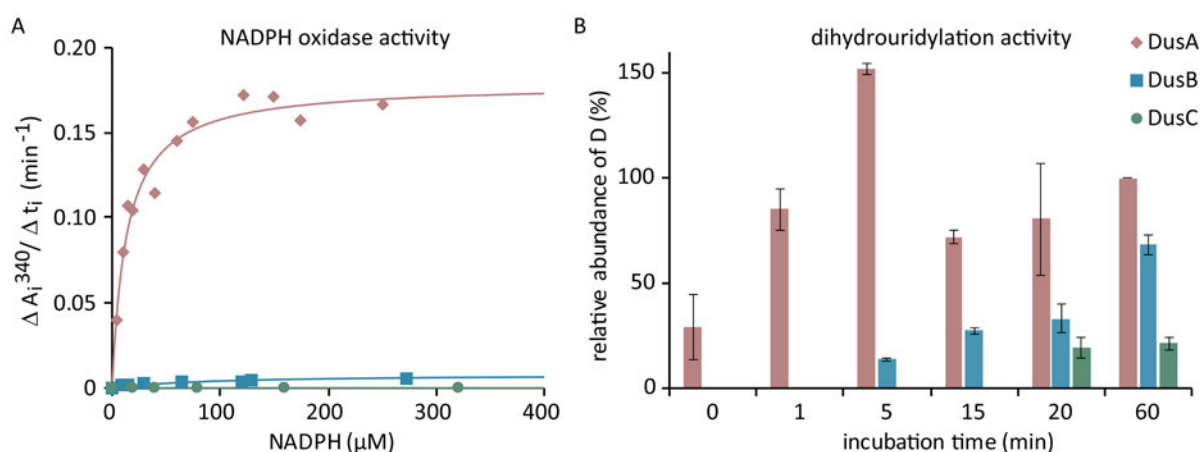 A
NADPH oxidase activity
0.20
0.15
0.10
0.05
0
Δ Aᵢ³⁴⁰/ Δ tᵢ (min⁻¹)
0 100 200 300 400
NADPH (µM)
B
dihydrouridylation activity
DusA
DusB
DusC
150
100
50
0
relative abundance of D (%)
0 1 5 15 20 60
incubation time (min)